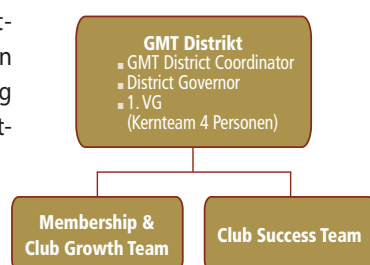 t-
n
g
t-
GMT Distrikt
▪ GMT District Coordinator
▪ District Governor
▪ 1. VG
(Kernteam 4 Personen)
Membership &
Club Growth Team
Club Success Team